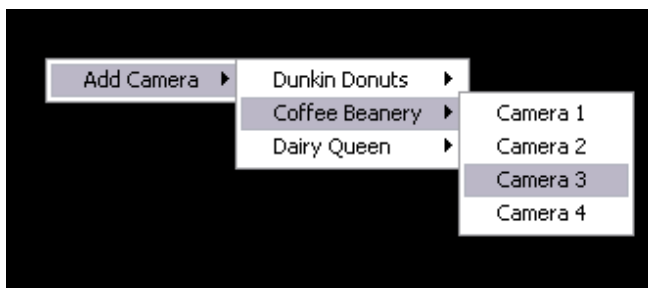 Add Camera
Dunkin Donuts
Coffee Beanery
Dairy Queen
Camera 1
Camera 2
Camera 3
Camera 4